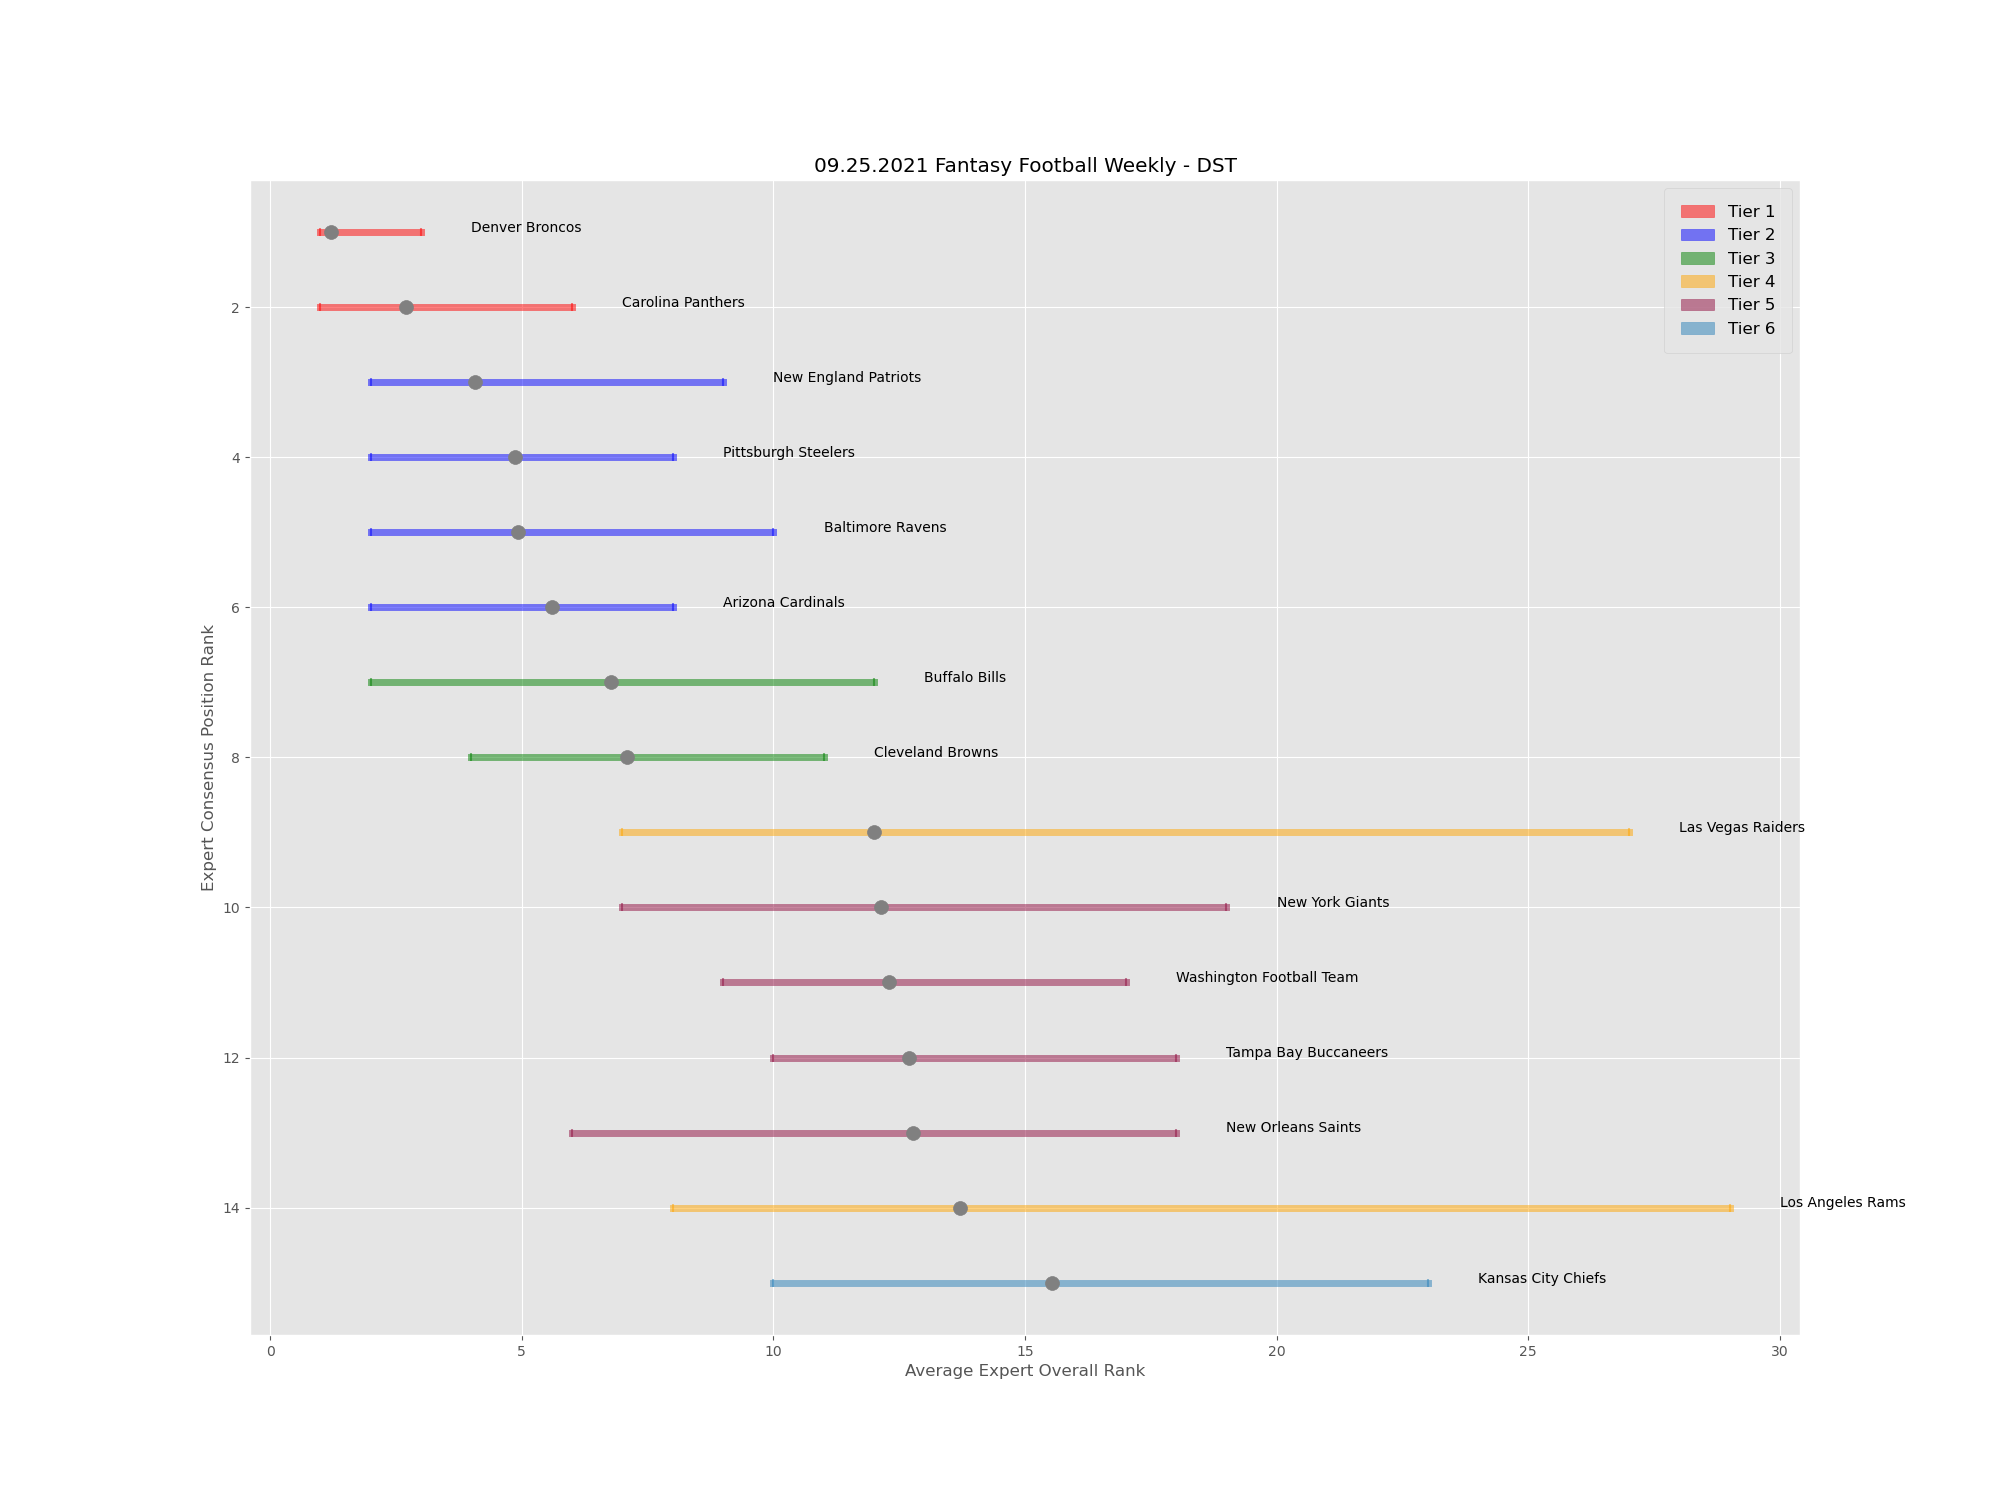 09.25.2021 Fantasy Football Weekly - DST
Tier 1
Tier 2
Tier 3
Tier 4
Tier 5
Tier 6
Denver Broncos
Carolina Panthers
New England Patriots
Pittsburgh Steelers
Baltimore Ravens
Arizona Cardinals
Buffalo Bills
Cleveland Browns
Las Vegas Raiders
New York Giants
Washington Football Team
Tampa Bay Buccaneers
New Orleans Saints
Los Angeles Rams
Kansas City Chiefs
Expert Consensus Position Rank
2
4
6
8
10
12
14
0
5
10
15
20
25
30
Average Expert Overall Rank